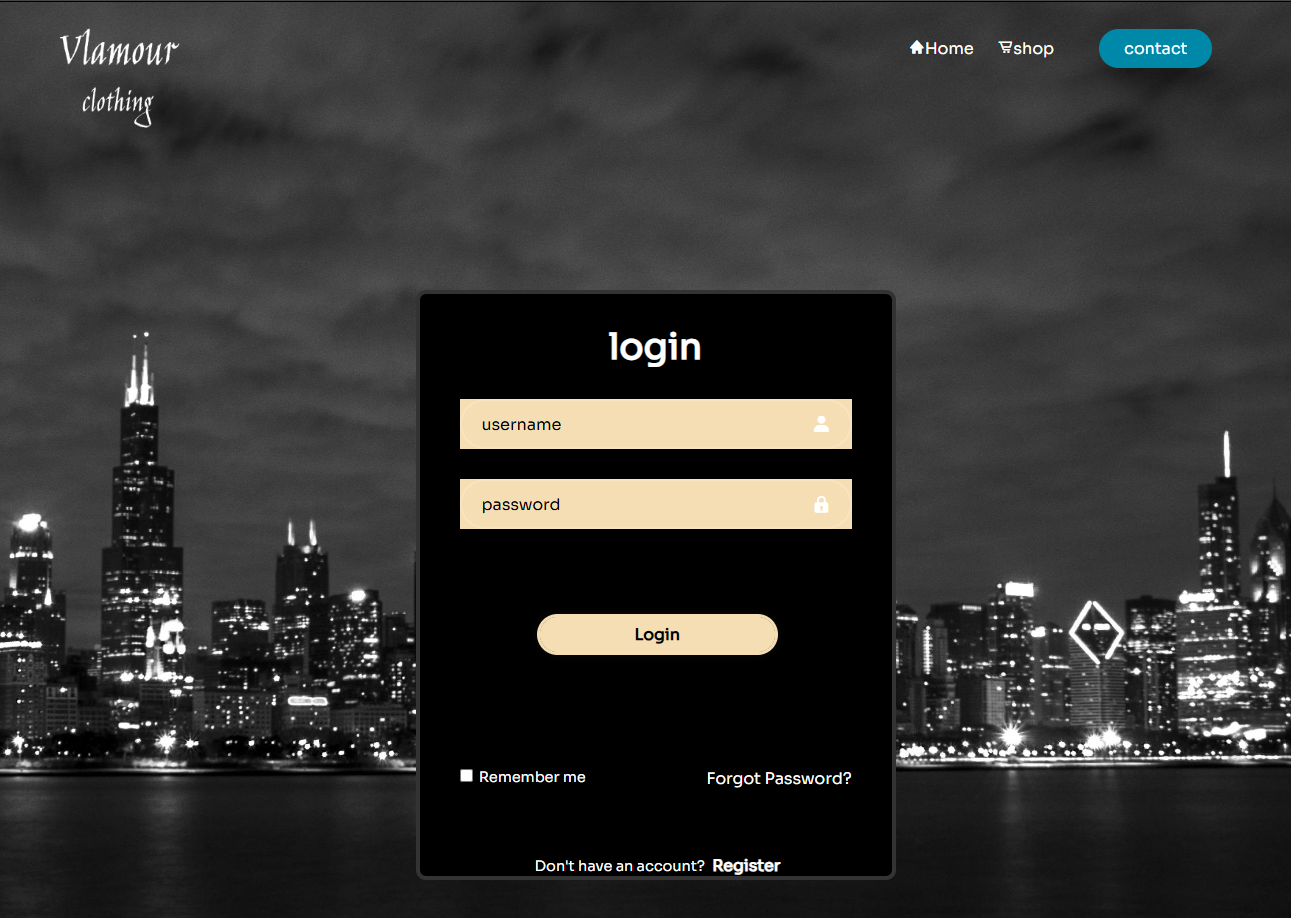 Vlamour
clothing
Home shop contact
login
username
password
Login
Remember me Forgot Password?
Don't have an account? Register